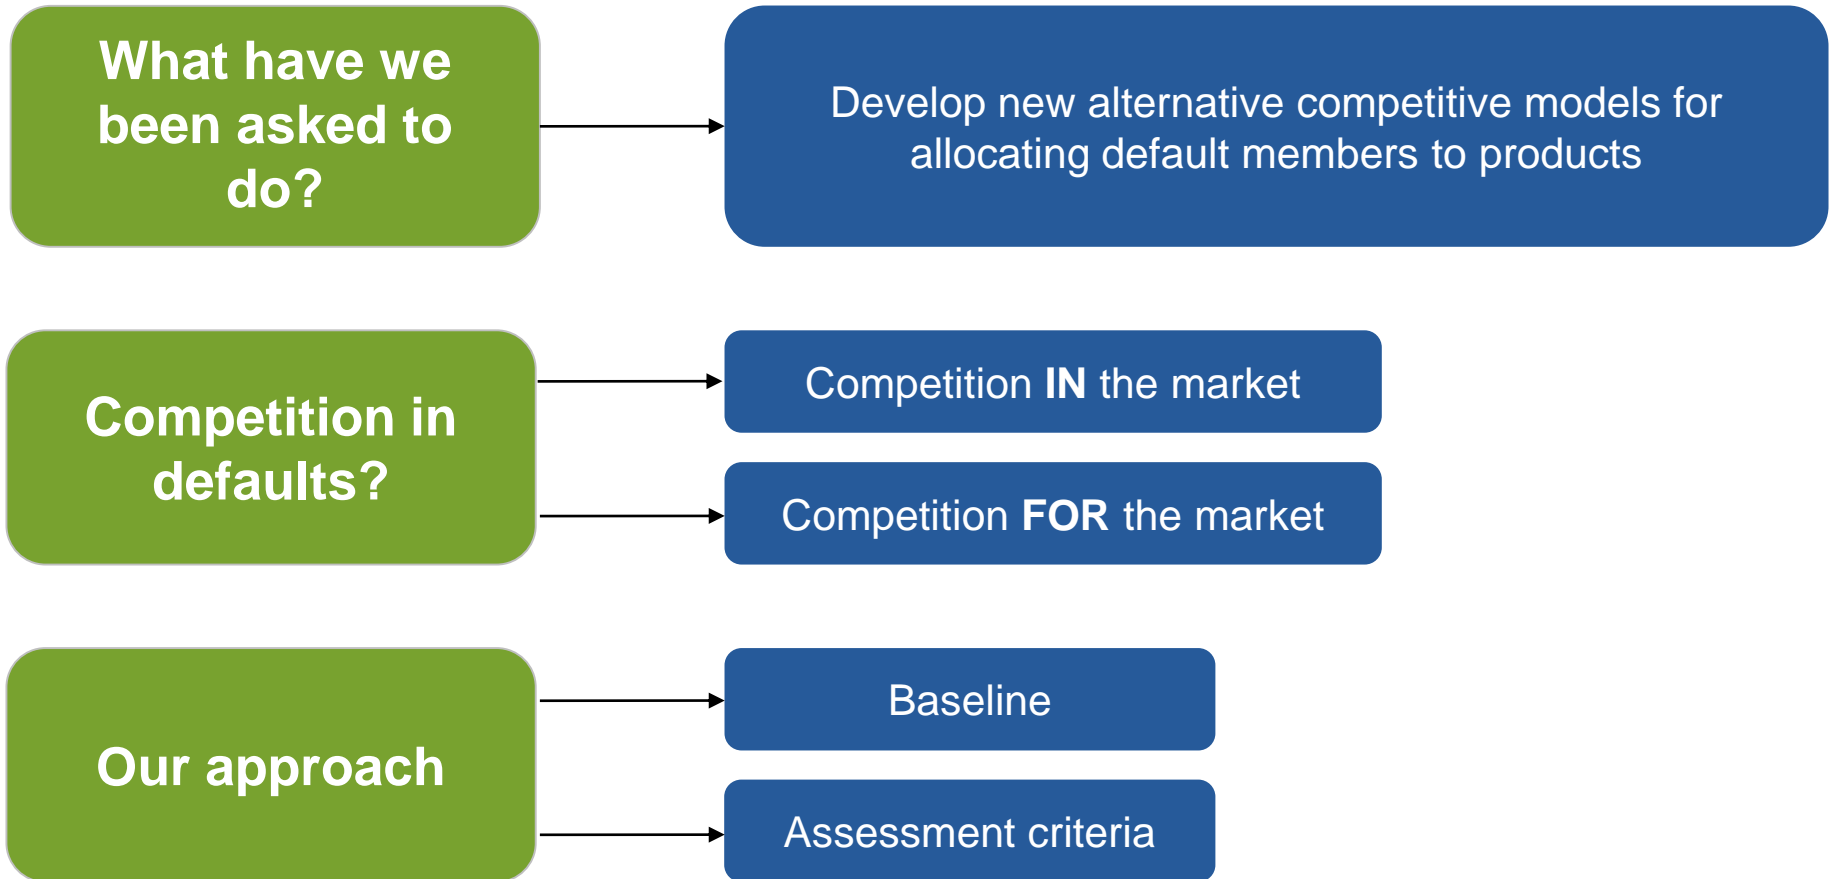 What have we
been asked to
do?
Develop new alternative competitive models for
allocating default members to products
Competition in
defaults?
Competition IN the market
Competition FOR the market
Our approach
Baseline
Assessment criteria